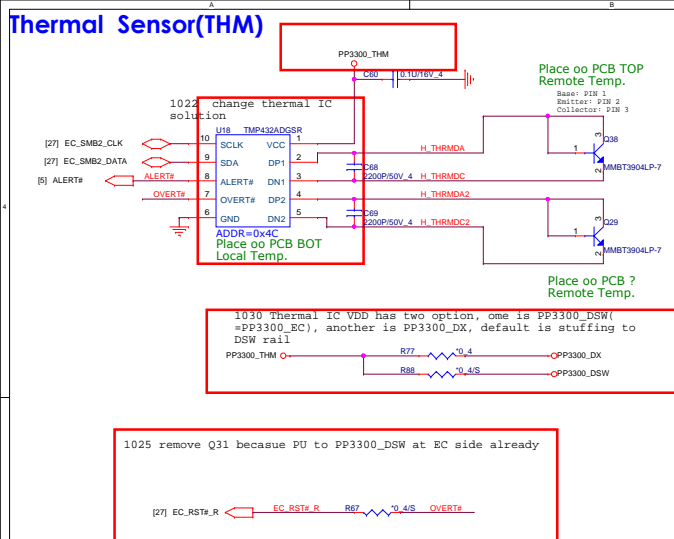 A
B
Thermal Sensor(THM)
PP3300_THM
C60
0.1U/16V_4
Place oo PCB TOP
Remote Temp.
Base: PIN 1
Emitter: PIN 2
Collector: PIN 3
1022 change thermal IC
solution
U18 TMP432ADGSR
[27] EC_SMB2_CLK
10 SCLK
VCC 1
[27] EC_SMB2_DATA
9 SDA
DP1 2
H_THRMDA
[5] ALERT#
ALERT#
8 ALERT#
DN1 3
C68
2200P/50V_4
H_THRMDC
OVERT#
7 OVERT#
DP2 4
H_THRMDA2
6 GND
DN2 5
C69
2200P/50V_4
H_THRMDC2
ADDR=0x4C
Place oo PCB BOT
Local Temp.
3
Q38
1
2
MMBT3904LP-7
3
Q29
1
2
MMBT3904LP-7
4
Place oo PCB ?
Remote Temp.
1030 Thermal IC VDD has two option, ome is PP3300_DSW(
=PP3300_EC), another is PP3300_DX, default is stuffing to
DSW rail
PP3300_THM
R77
*0_4
PP3300_DX
R88
*0_4/S
PP3300_DSW
1025 remove Q31 becasue PU to PP3300_DSW at EC side already
[27] EC_RST#_R
EC_RST#_R
R67
*0_4/S
OVERT#